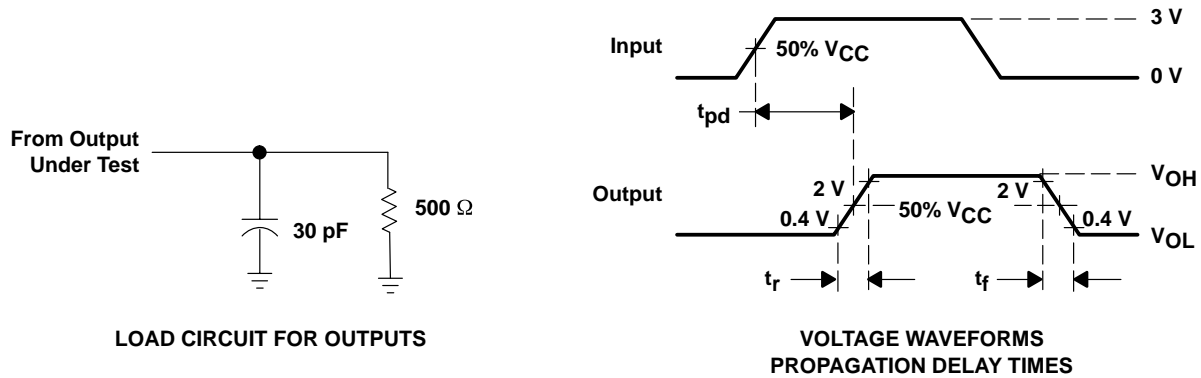 From Output
Under Test
30 pF
500 Ω
LOAD CIRCUIT FOR OUTPUTS
Input
50% VCC
3 V
0 V
tpd
Output
2 V
0.4 V
50% VCC
2 V
0.4 V
VOH
VOL
tr
tf
VOLTAGE WAVEFORMS
PROPAGATION DELAY TIMES